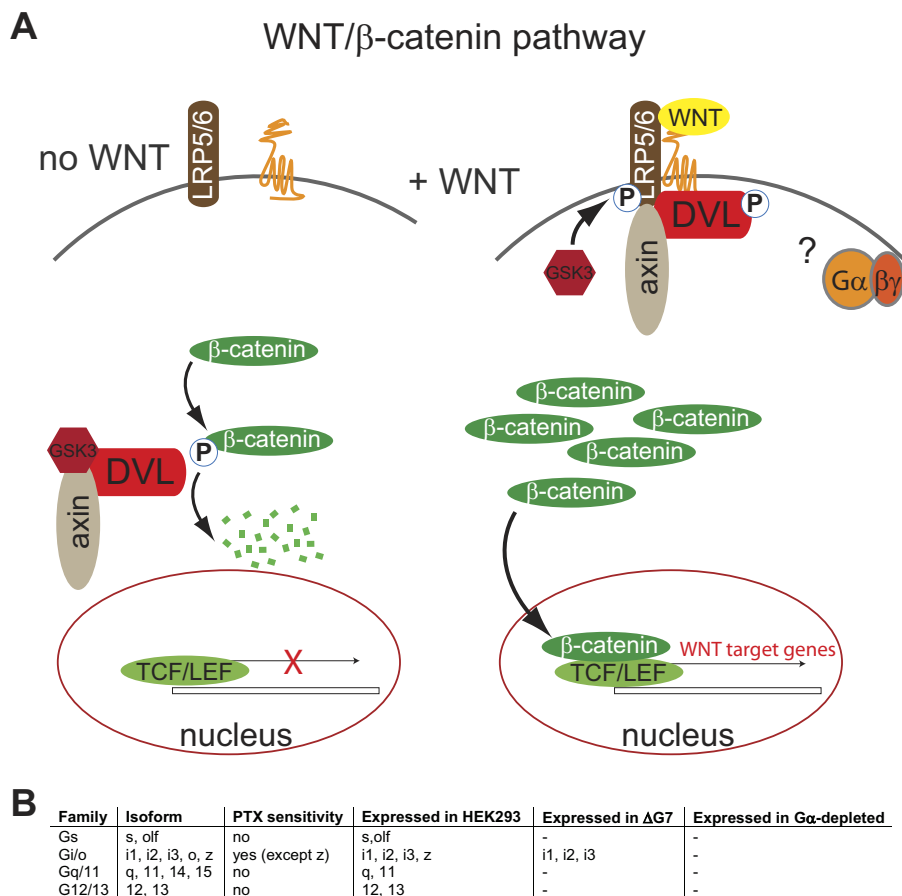 A
WNT/β-catenin pathway
no WNT
LRP5/6
+ WNT
LRP5/6
WNT
P
DVL
P
GSK3
axin
?
Gα
βγ
β-catenin
P
β-catenin
GSK3
DVL
axin
β-catenin
β-catenin
β-catenin
β-catenin
β-catenin
TCF/LEF
X
nucleus
β-catenin
TCF/LEF
WNT target genes
nucleus
B
Family Isoform PTX sensitivity Expressed in HEK293 Expressed in ΔG7 Expressed in Gα-depleted
Gs s, olf no s,olf - -
Gi/o i1, i2, i3, o, z yes (except z) i1, i2, i3, z i1, i2, i3 -
Gq/11 q, 11, 14, 15 no q, 11 - -
G12/13 12, 13 no 12, 13 - -